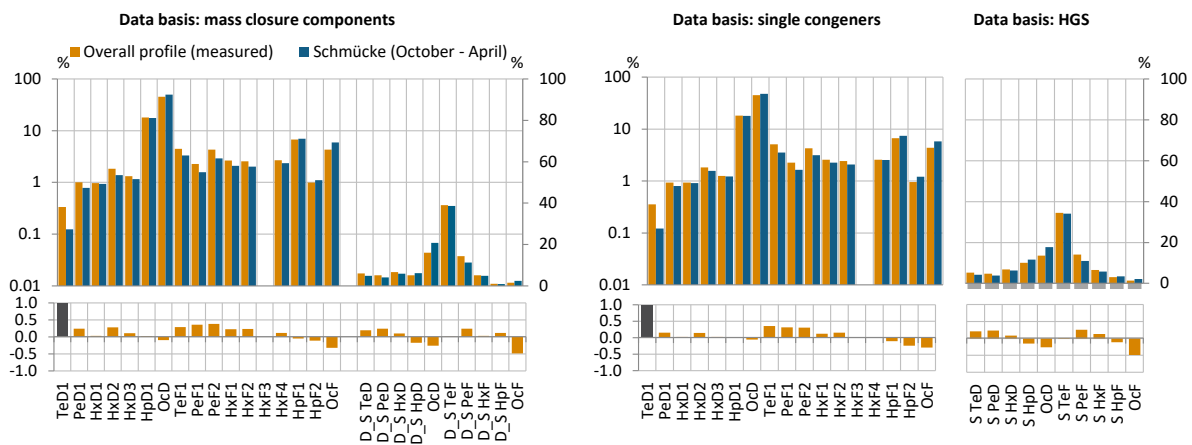 Data basis: mass closure components
Data basis: single congeners
Data basis: HGS
Overall profile (measured)
Schmücke (October - April)
%
%
%
%
100
10
1
0.1
0.01
100
80
60
40
20
0
100
10
1
0.1
0.01
100
80
60
40
20
0
1.0
0.5
0.0
-0.5
-1.0
1.0
0.5
0.0
-0.5
-1.0
TeD1
PeD1
HxD1
HxD2
HxD3
HpD1
OcD
TeF1
PeF1
PeF2
HxF1
HxF2
HxF3
HxF4
HpF1
HpF2
OcF
D_S TeD
D_S PeD
D_S HxD
D_S HpD
OcD
D_S TeF
D_S PeF
D_S HxF
D_S HpF
OcF
TeD1
PeD1
HxD1
HxD2
HxD3
HpD1
OcD
TeF1
PeF1
PeF2
HxF1
HxF2
HxF3
HxF4
HpF1
HpF2
OcF
S TeD
S PeD
S HxD
S HpD
OcD
S TeF
S PeF
S HxF
S HpF
OcF